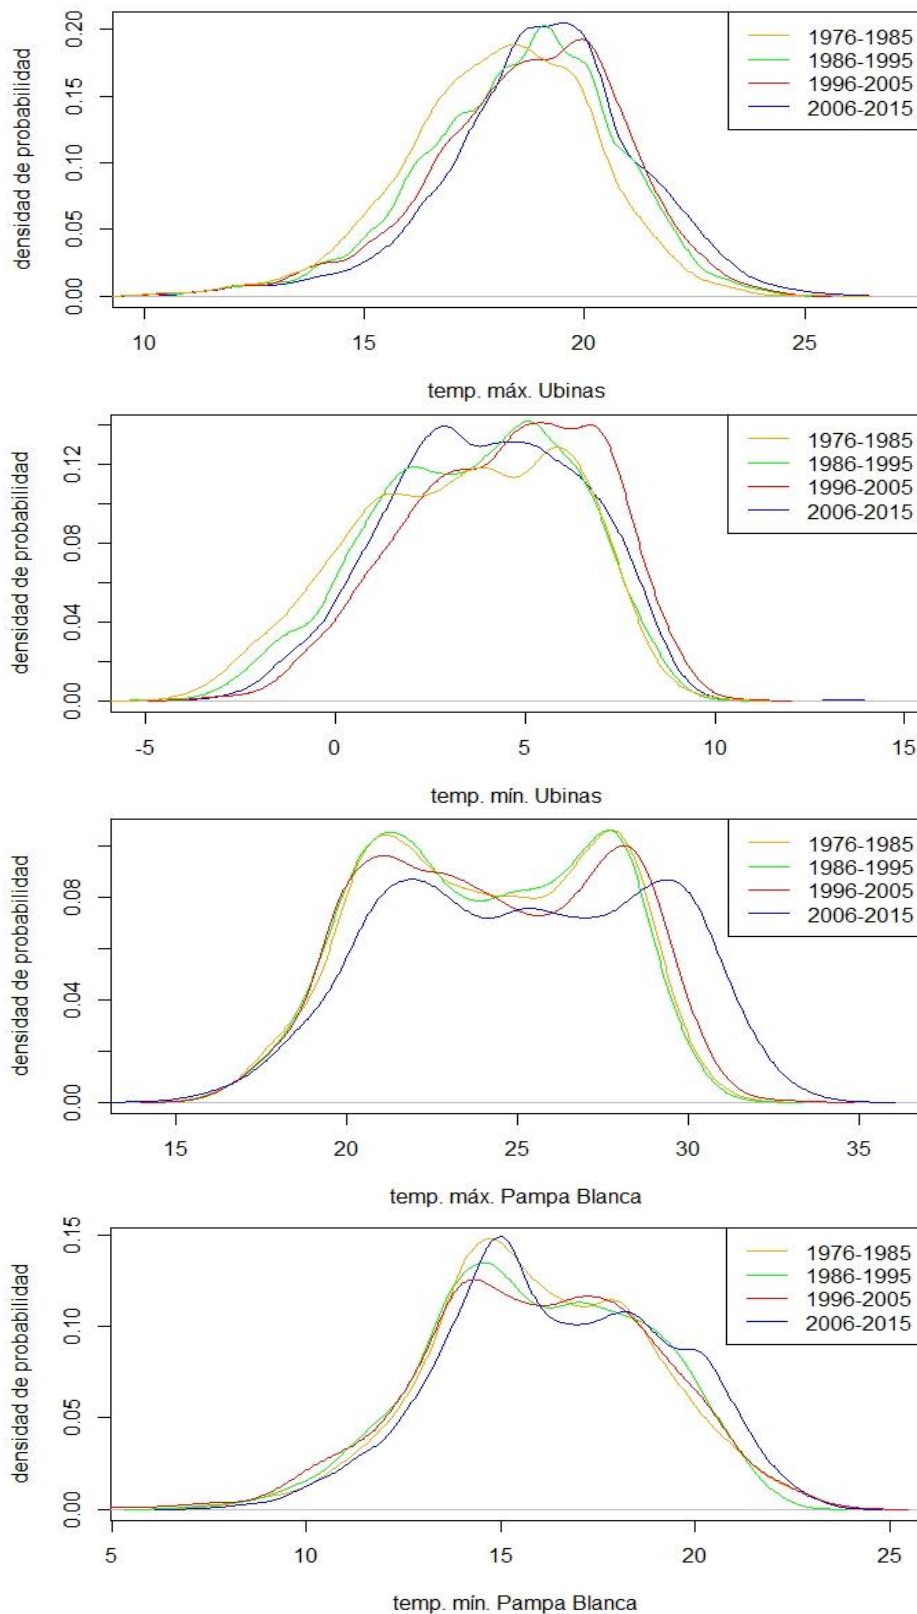 densidad de probabilidad
0.00 0.05 0.10 0.15 0.20
1976-1985
1986-1995
1996-2005
2006-2015
10 15 20 25
temp. máx. Ubinas
densidad de probabilidad
0.00 0.04 0.08 0.12
1976-1985
1986-1995
1996-2005
2006-2015
-5 0 5 10 15
temp. mín. Ubinas
densidad de probabilidad
0.00 0.04 0.08
1976-1985
1986-1995
1996-2005
2006-2015
15 20 25 30 35
temp. máx. Pampa Blanca
densidad de probabilidad
0.00 0.05 0.10 0.15
1976-1985
1986-1995
1996-2005
2006-2015
5 10 15 20 25
temp. mín. Pampa Blanca